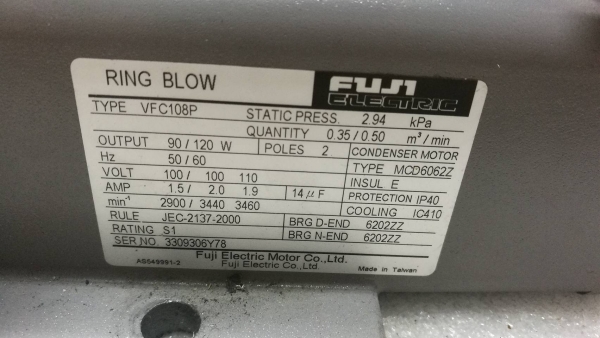 RING BLOW FUJI ELECTRIC
TYPE VFC108P STATIC PRESS. 2.94 kPa
QUANTITY 0.35/0.50 m³/min
OUTPUT 90/120 W POLES 2 CONDENSER MOTOR
Hz 50/60 TYPE MCD6062Z
VOLT 100/ 100 110 INSUL E
AMP 1.5/ 2.0 1.9 14μF PROTECTION IP40
min⁻¹ 2900/ 3440 3460 COOLING IC410
RULE JEC-2137-2000 BRG D-END 6202ZZ
RATING S1 BRG N-END 6202ZZ
SER.NO. 3309306Y78
Fuji Electric Motor Co.,Ltd.
AS549991-2 Fuji Electric Co.,Ltd. Made in Taiwan